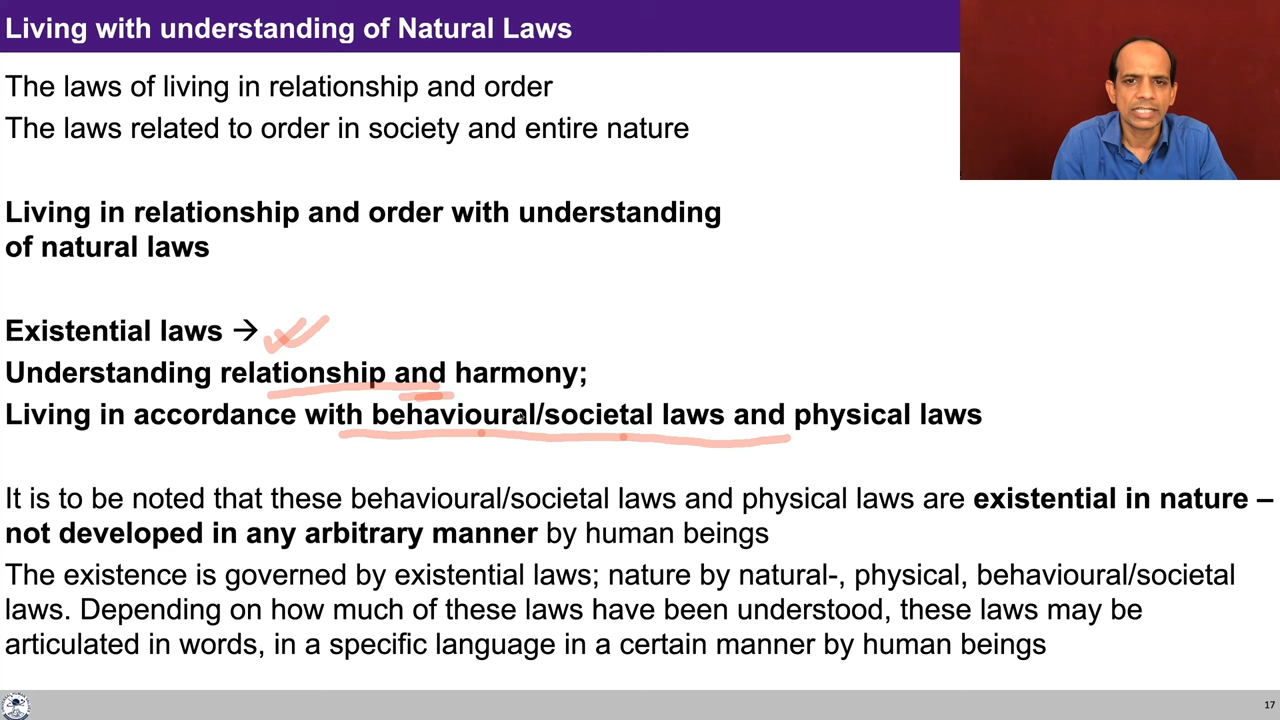 Living with understanding of Natural Laws
The laws of living in relationship and order
The laws related to order in society and entire nature
Living in relationship and order with understanding
of natural laws
Existential laws →
Understanding relationship and harmony;
Living in accordance with behavioural/societal laws and physical laws
It is to be noted that these behavioural/societal laws and physical laws are existential in nature –
not developed in any arbitrary manner by human beings
The existence is governed by existential laws; nature by natural-, physical, behavioural/societal
laws. Depending on how much of these laws have been understood, these laws may be
articulated in words, in a specific language in a certain manner by human beings
17